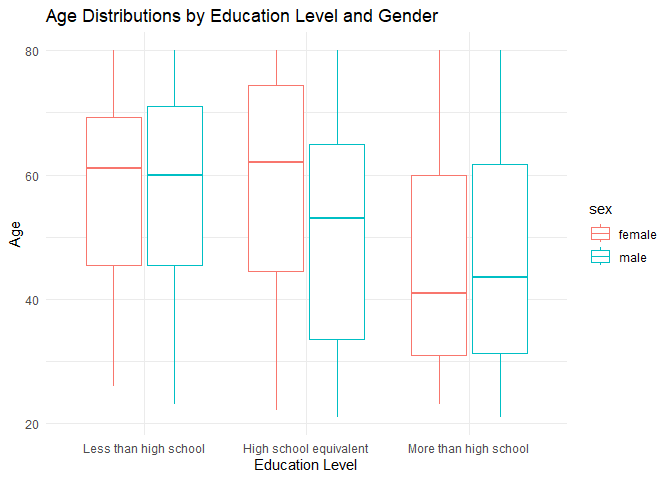 Age Distributions by Education Level and Gender
80
60
40
20
Age
Less than high school
High school equivalent
More than high school
Education Level
sex
female
male